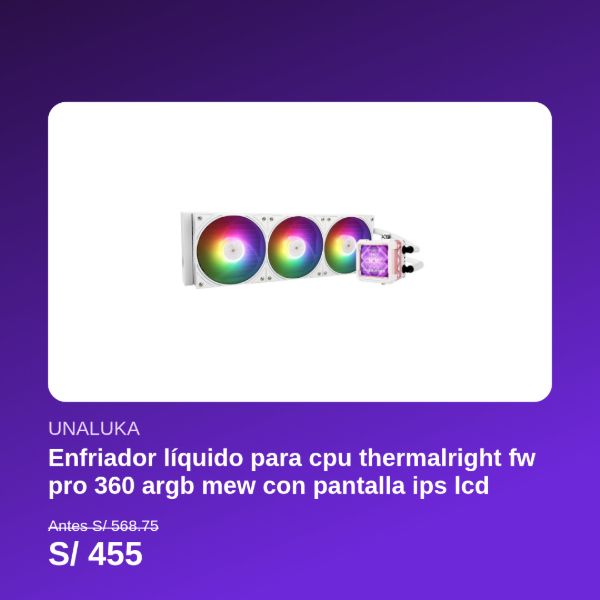 UNALUKA
Enfriador líquido para cpu thermalright fw
pro 360 argb mew con pantalla ips lcd
Antes S/ 568.75
S/ 455